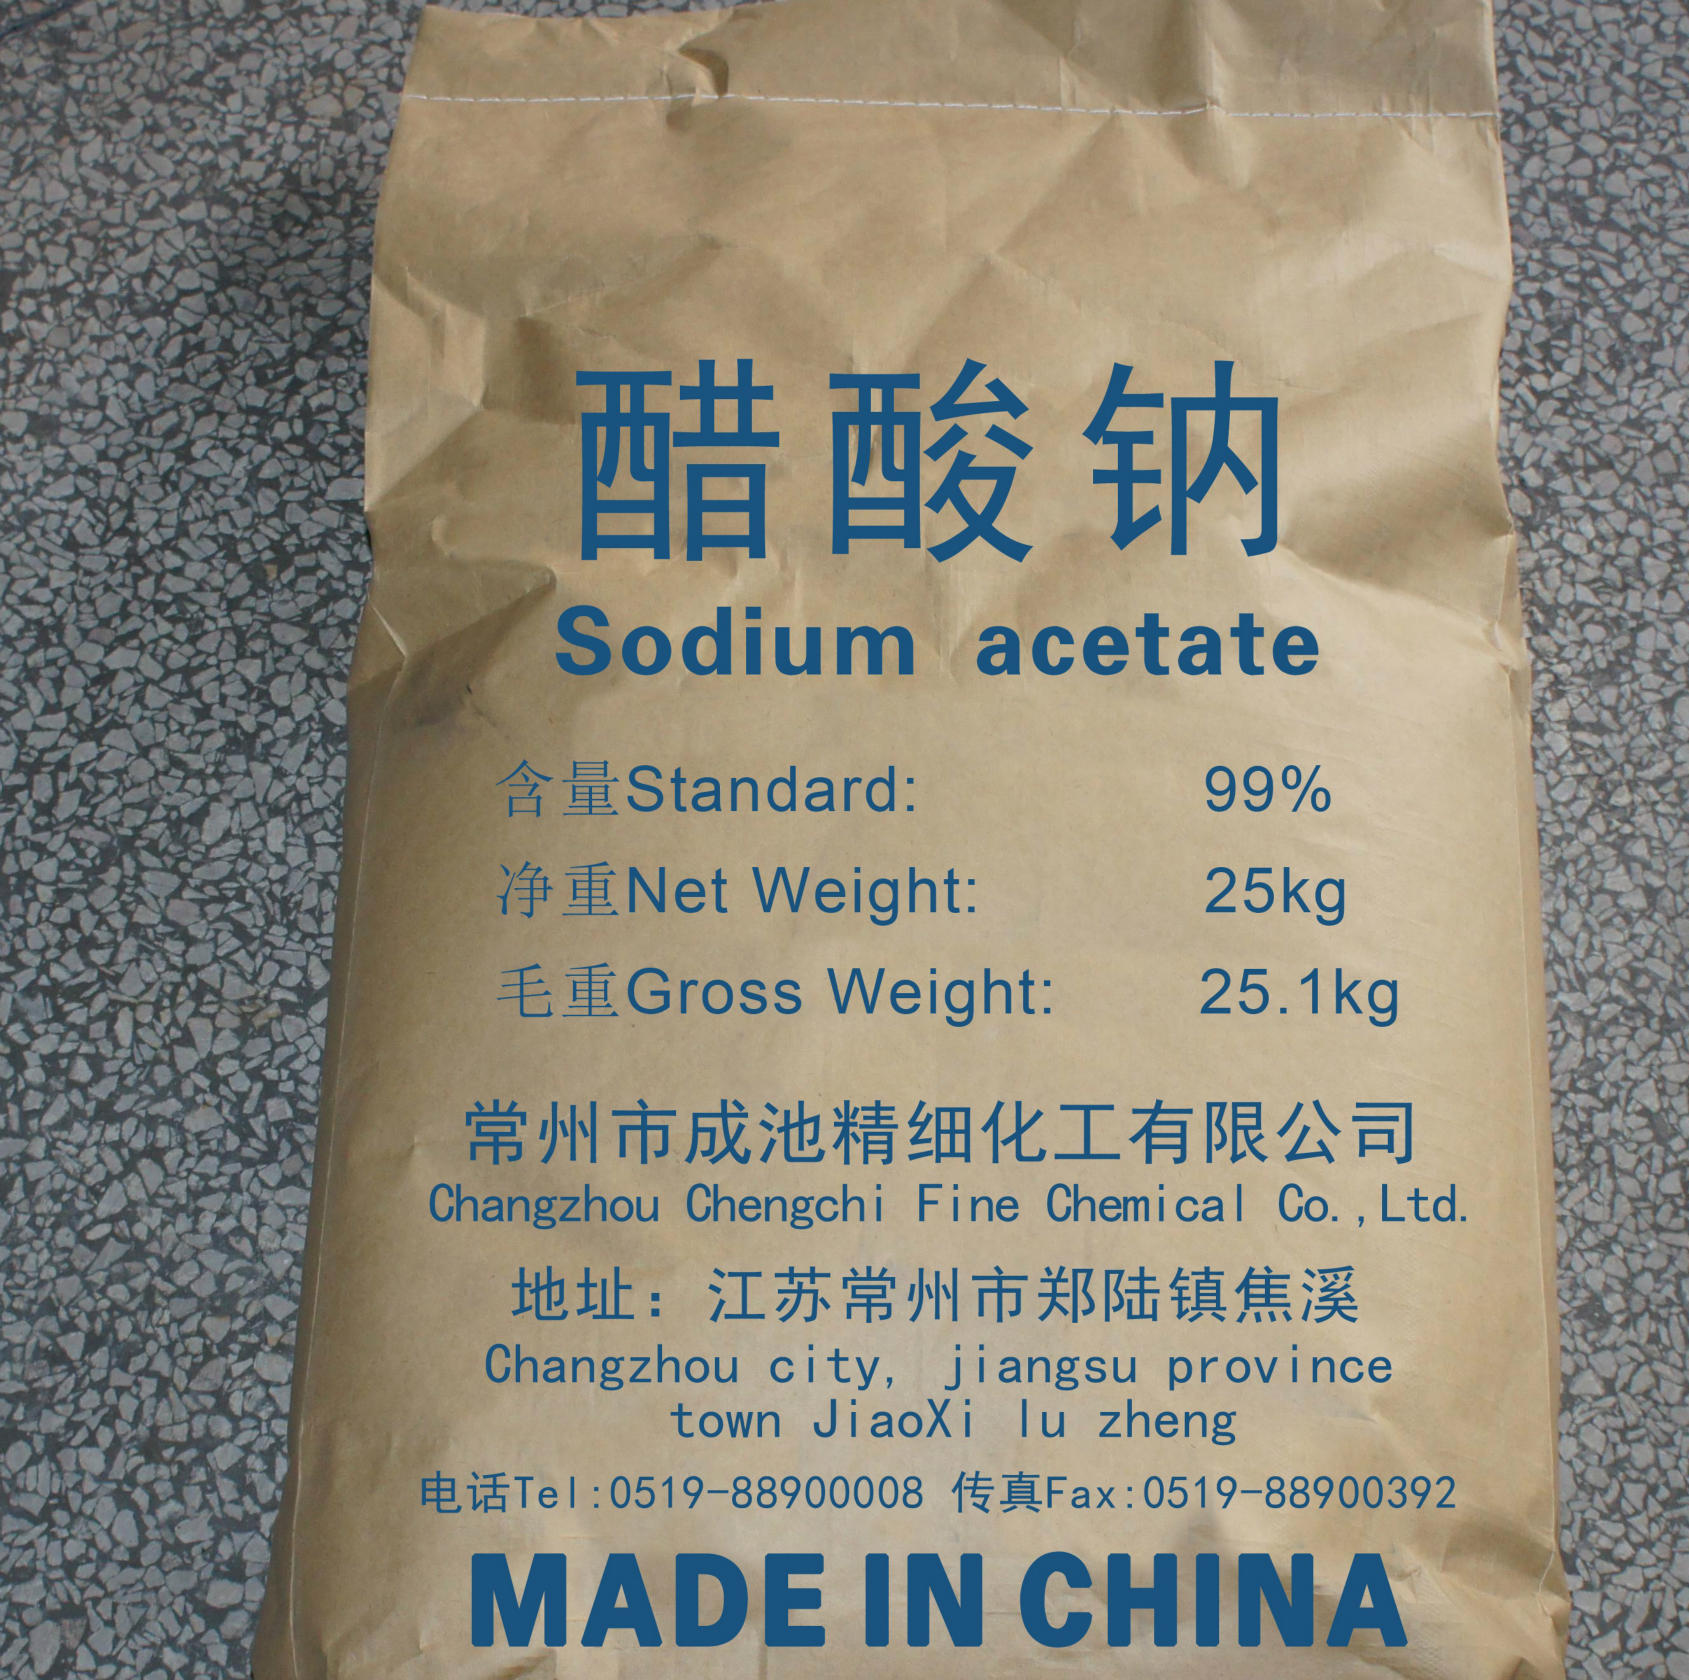 醋酸钠
Sodium acetate
含量Standard: 99%
净重Net Weight: 25kg
毛重Gross Weight: 25.1kg
常州市成池精细化工有限公司
Changzhou Chengchi Fine Chemical Co.,Ltd.
地址：江苏常州市郑陆镇焦溪
Changzhou city, jiangsu province
town JiaoXi lu zheng
电话Tel:0519-88900008 传真Fax:0519-88900392
MADE IN CHINA